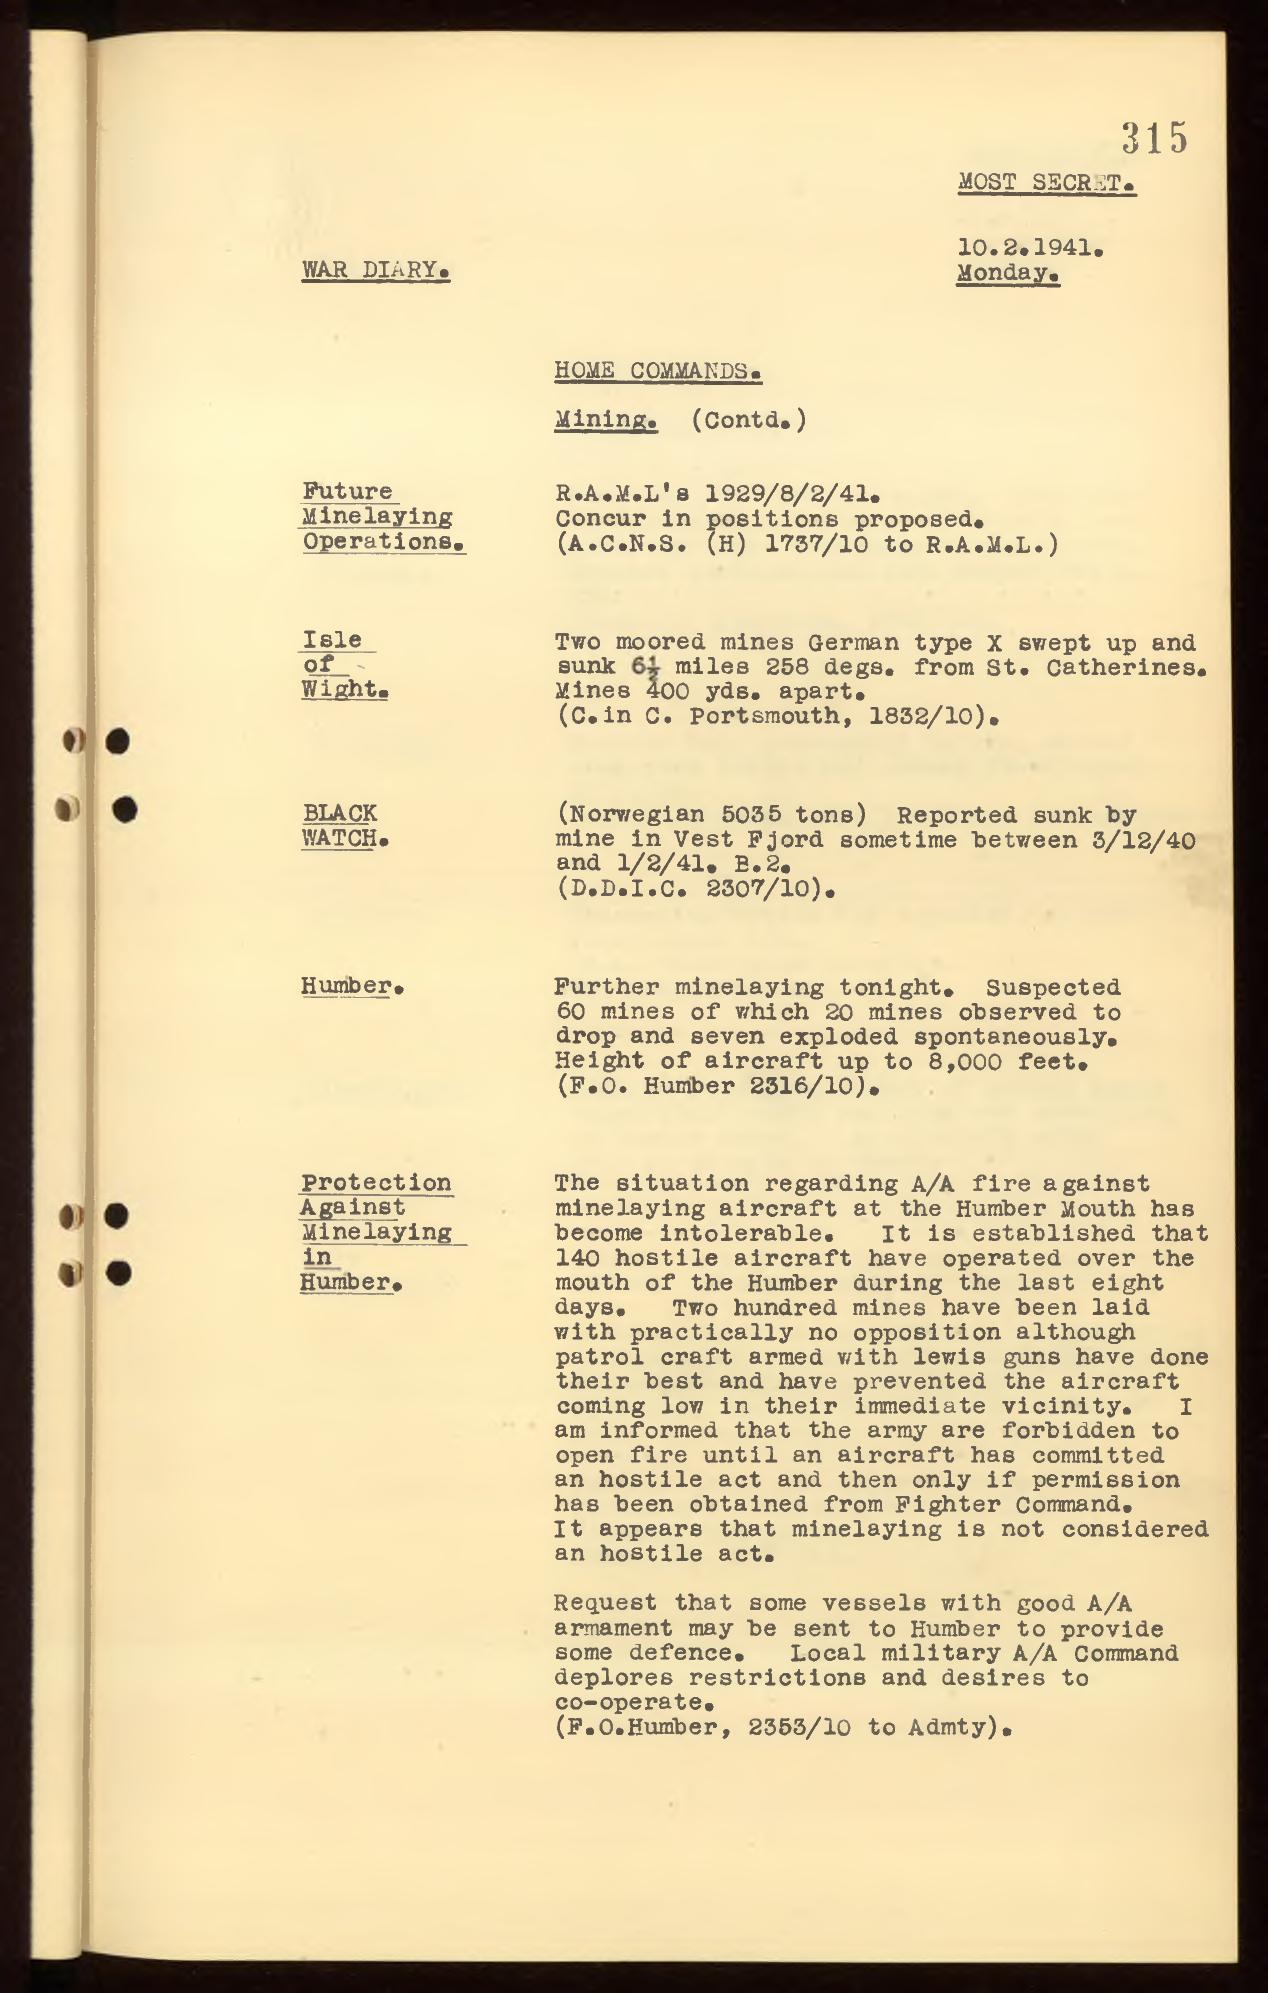 315
MOST SECRET.
10.2.1941.
WAR DIARY.
Monday.
HOME COMMANDS.
Mining. (Contd.)
Future
Minelaying
Operations.
R.A.M.L's 1929/8/2/41.
Concur in positions proposed.
(A.C.N.S. (H) 1737/10 to R.A.M.L.)
Isle
of
Wight.
Two moored mines German type X swept up and
sunk 6½ miles 258 degs. from St. Catherines.
Mines 400 yds. apart.
(C.in C. Portsmouth, 1832/10).
BLACK
WATCH.
(Norwegian 5035 tons) Reported sunk by
mine in Vest Fjord sometime between 3/12/40
and 1/2/41. B.2.
(D.D.I.C. 2307/10).
Humber.
Further minelaying tonight. Suspected
60 mines of which 20 mines observed to
drop and seven exploded spontaneously.
Height of aircraft up to 8,000 feet.
(F.O. Humber 2316/10).
Protection
Against
Minelaying
in
Humber.
The situation regarding A/A fire against
minelaying aircraft at the Humber Mouth has
become intolerable. It is established that
140 hostile aircraft have operated over the
mouth of the Humber during the last eight
days. Two hundred mines have been laid
with practically no opposition although
patrol craft armed with lewis guns have done
their best and have prevented the aircraft
coming low in their immediate vicinity. I
am informed that the army are forbidden to
open fire until an aircraft has committed
an hostile act and then only if permission
has been obtained from Fighter Command.
It appears that minelaying is not considered
an hostile act.
Request that some vessels with good A/A
armament may be sent to Humber to provide
some defence. Local military A/A Command
deplores restrictions and desires to
co-operate.
(F.O.Humber, 2353/10 to Admty).